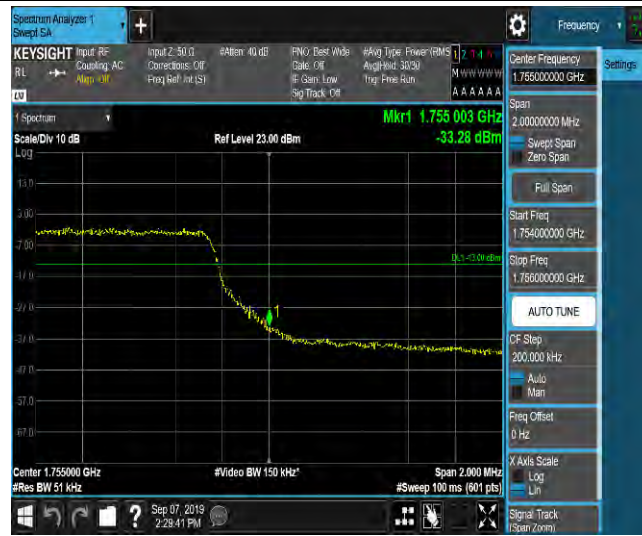 Spectrum Analyzer 1
Swept SA
Frequency
KEYSIGHT
RL
LV
Input: RF
Coupling: AC
Align: Off
Input Z: 50 Ω
Corrections: Off
Freq Ref: Int (S)
#Atten: 40 dB
PNO: Best Wide
Gate: Off
IF Gain: Low
Sig Track: Off
#Avg Type: Power (RMS
Avg|Hold: 30/30
Trig: Free Run
M W W W W W
A A A A A A
1 Spectrum
Scale/Div 10 dB
Log
Ref Level 23.00 dBm
Mkr1 1.755 003 GHz
-33.28 dBm
13.0
3.00
-7.00
-17.0
-27.0
-37.0
-47.0
-57.0
-67.0
DL1 -13.00 dBm
1
Center 1.755000 GHz
#Res BW 51 kHz
#Video BW 150 kHz*
Span 2.000 MHz
#Sweep 100 ms (601 pts)
Sep 07, 2019
2:29:41 PM
Center Frequency
1.755000000 GHz
Settings
Span
2.00000000 MHz
Swept Span
Zero Span
Full Span
Start Freq
1.754000000 GHz
Stop Freq
1.756000000 GHz
AUTO TUNE
CF Step
200.000 kHz
Auto
Man
Freq Offset
0 Hz
X Axis Scale
Log
Lin
Signal Track
(Span Zoom)